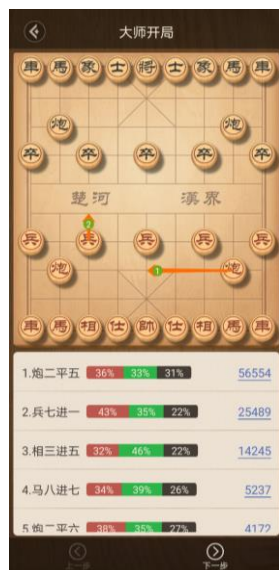 大师开局
車馬象士将士象馬車
炮 炮
卒 卒 卒 卒 卒
楚河 漢界
2
兵 兵 兵 兵 兵
炮 1 炮
車馬相仕帥仕相馬車
1.炮二平五 36% 33% 31% 56554
2.兵七进一 43% 35% 22% 25489
3.相三进五 32% 46% 22% 14245
4.马八进七 34% 39% 26% 5237
5.炮二平六 38% 35% 27% 4172
上一步 下一步